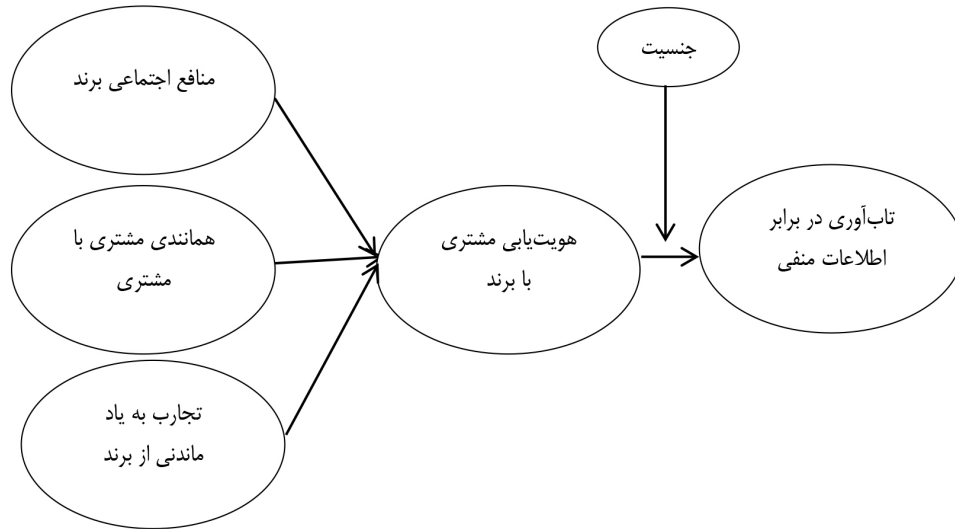 منافع اجتماعی برند
همانندی مشتری با
مشتری
تجارب به یاد
ماندنی از برند
هویت‌یابی مشتری
با برند
جنسیت
تاب‌آوری در برابر
اطلاعات منفی